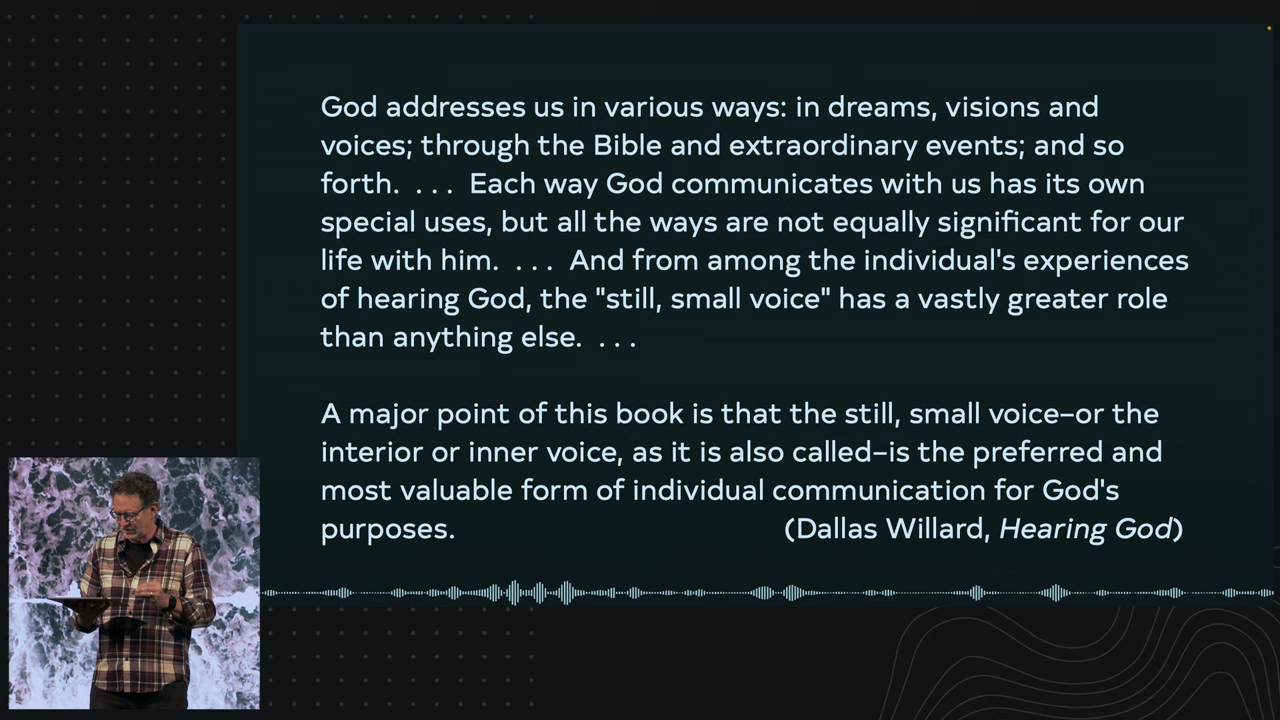 God addresses us in various ways: in dreams, visions and
voices; through the Bible and extraordinary events; and so
forth. . . . Each way God communicates with us has its own
special uses, but all the ways are not equally significant for our
life with him. . . . And from among the individual's experiences
of hearing God, the "still, small voice" has a vastly greater role
than anything else. . . .
A major point of this book is that the still, small voice–or the
interior or inner voice, as it is also called–is the preferred and
most valuable form of individual communication for God's
purposes. (Dallas Willard, Hearing God)